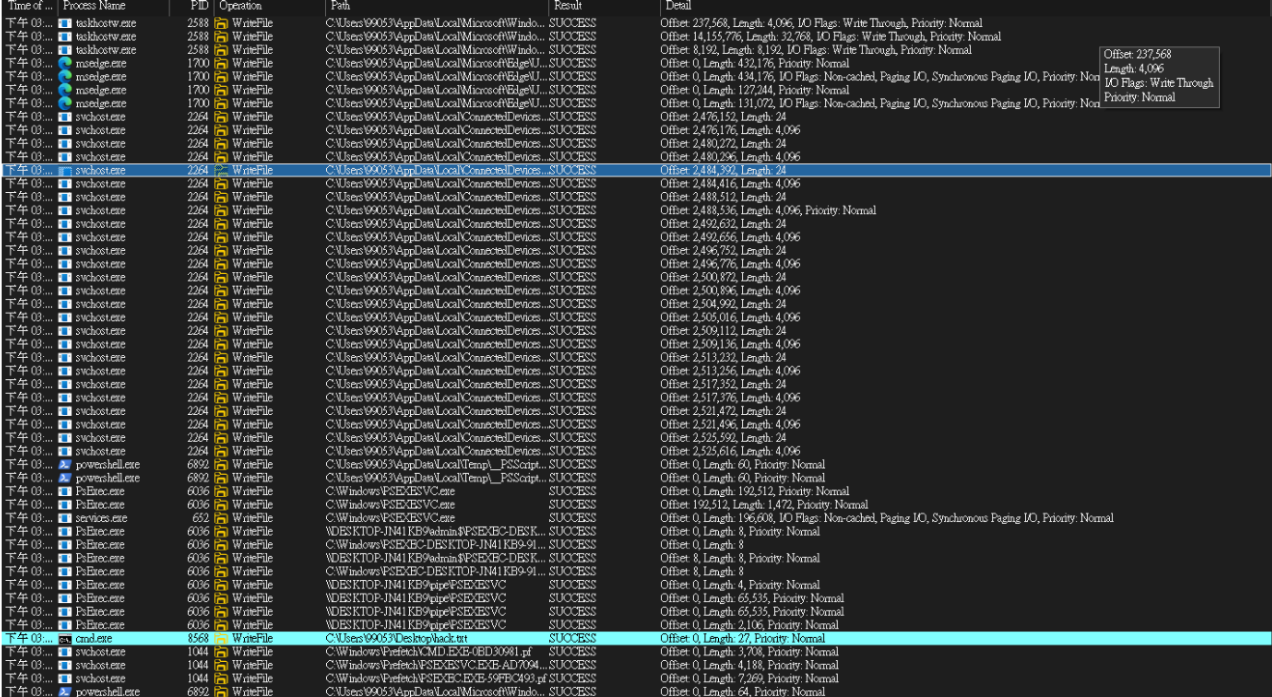 Time of ... Process Name PID Operation Path Result Detail
下午 03:... taskhostw.exe 2588 WriteFile C:\Users\99053\AppData\Local\Microsoft\Windo... SUCCESS Offset: 237,568, Length: 4,096, I/O Flags: Write Through, Priority: Normal
下午 03:... taskhostw.exe 2588 WriteFile C:\Users\99053\AppData\Local\Microsoft\Windo... SUCCESS Offset: 14,155,776, Length: 32,768, I/O Flags: Write Through, Priority: Normal
下午 03:... taskhostw.exe 2588 WriteFile C:\Users\99053\AppData\Local\Microsoft\Windo... SUCCESS Offset: 8,192, Length: 8,192, I/O Flags: Write Through, Priority: Normal
下午 03:... msedge.exe 1700 WriteFile C:\Users\99053\AppData\Local\Microsoft\Edge\U... SUCCESS Offset: 0, Length: 432,176, Priority: Normal
下午 03:... msedge.exe 1700 WriteFile C:\Users\99053\AppData\Local\Microsoft\Edge\U... SUCCESS Offset: 0, Length: 434,176, I/O Flags: Non-cached, Paging I/O, Synchronous Paging I/O, Priority: Nor
下午 03:... msedge.exe 1700 WriteFile C:\Users\99053\AppData\Local\Microsoft\Edge\U... SUCCESS Offset: 0, Length: 127,244, Priority: Normal
下午 03:... msedge.exe 1700 WriteFile C:\Users\99053\AppData\Local\Microsoft\Edge\U... SUCCESS Offset: 0, Length: 131,072, I/O Flags: Non-cached, Paging I/O, Synchronous Paging I/O, Priority: Nor
Offset: 237,568
Length: 4,096
I/O Flags: Write Through
Priority: Normal
下午 03:... svchost.exe 2264 WriteFile C:\Users\99053\AppData\Local\ConnectedDevices... SUCCESS Offset: 2,476,152, Length: 24
下午 03:... svchost.exe 2264 WriteFile C:\Users\99053\AppData\Local\ConnectedDevices... SUCCESS Offset: 2,476,176, Length: 4,096
下午 03:... svchost.exe 2264 WriteFile C:\Users\99053\AppData\Local\ConnectedDevices... SUCCESS Offset: 2,480,272, Length: 24
下午 03:... svchost.exe 2264 WriteFile C:\Users\99053\AppData\Local\ConnectedDevices... SUCCESS Offset: 2,480,296, Length: 4,096
下午 03:... svchost.exe 2264 WriteFile C:\Users\99053\AppData\Local\ConnectedDevices... SUCCESS Offset: 2,484,392, Length: 24
下午 03:... svchost.exe 2264 WriteFile C:\Users\99053\AppData\Local\ConnectedDevices... SUCCESS Offset: 2,484,416, Length: 4,096
下午 03:... svchost.exe 2264 WriteFile C:\Users\99053\AppData\Local\ConnectedDevices... SUCCESS Offset: 2,488,512, Length: 24
下午 03:... svchost.exe 2264 WriteFile C:\Users\99053\AppData\Local\ConnectedDevices... SUCCESS Offset: 2,488,536, Length: 4,096, Priority: Normal
下午 03:... svchost.exe 2264 WriteFile C:\Users\99053\AppData\Local\ConnectedDevices... SUCCESS Offset: 2,492,632, Length: 24
下午 03:... svchost.exe 2264 WriteFile C:\Users\99053\AppData\Local\ConnectedDevices... SUCCESS Offset: 2,492,656, Length: 4,096
下午 03:... svchost.exe 2264 WriteFile C:\Users\99053\AppData\Local\ConnectedDevices... SUCCESS Offset: 2,496,752, Length: 24
下午 03:... svchost.exe 2264 WriteFile C:\Users\99053\AppData\Local\ConnectedDevices... SUCCESS Offset: 2,496,776, Length: 4,096
下午 03:... svchost.exe 2264 WriteFile C:\Users\99053\AppData\Local\ConnectedDevices... SUCCESS Offset: 2,500,872, Length: 24
下午 03:... svchost.exe 2264 WriteFile C:\Users\99053\AppData\Local\ConnectedDevices... SUCCESS Offset: 2,500,896, Length: 4,096
下午 03:... svchost.exe 2264 WriteFile C:\Users\99053\AppData\Local\ConnectedDevices... SUCCESS Offset: 2,504,992, Length: 24
下午 03:... svchost.exe 2264 WriteFile C:\Users\99053\AppData\Local\ConnectedDevices... SUCCESS Offset: 2,505,016, Length: 4,096
下午 03:... svchost.exe 2264 WriteFile C:\Users\99053\AppData\Local\ConnectedDevices... SUCCESS Offset: 2,509,112, Length: 24
下午 03:... svchost.exe 2264 WriteFile C:\Users\99053\AppData\Local\ConnectedDevices... SUCCESS Offset: 2,509,136, Length: 4,096
下午 03:... svchost.exe 2264 WriteFile C:\Users\99053\AppData\Local\ConnectedDevices... SUCCESS Offset: 2,513,232, Length: 24
下午 03:... svchost.exe 2264 WriteFile C:\Users\99053\AppData\Local\ConnectedDevices... SUCCESS Offset: 2,513,256, Length: 4,096
下午 03:... svchost.exe 2264 WriteFile C:\Users\99053\AppData\Local\ConnectedDevices... SUCCESS Offset: 2,517,352, Length: 24
下午 03:... svchost.exe 2264 WriteFile C:\Users\99053\AppData\Local\ConnectedDevices... SUCCESS Offset: 2,517,376, Length: 4,096
下午 03:... svchost.exe 2264 WriteFile C:\Users\99053\AppData\Local\ConnectedDevices... SUCCESS Offset: 2,521,472, Length: 24
下午 03:... svchost.exe 2264 WriteFile C:\Users\99053\AppData\Local\ConnectedDevices... SUCCESS Offset: 2,521,496, Length: 4,096
下午 03:... svchost.exe 2264 WriteFile C:\Users\99053\AppData\Local\ConnectedDevices... SUCCESS Offset: 2,525,592, Length: 24
下午 03:... svchost.exe 2264 WriteFile C:\Users\99053\AppData\Local\ConnectedDevices... SUCCESS Offset: 2,525,616, Length: 4,096
下午 03:... powershell.exe 6892 WriteFile C:\Users\99053\AppData\Local\Temp\__PSScript... SUCCESS Offset: 0, Length: 60, Priority: Normal
下午 03:... powershell.exe 6892 WriteFile C:\Users\99053\AppData\Local\Temp\__PSScript... SUCCESS Offset: 0, Length: 60, Priority: Normal
下午 03:... PsExec.exe 6036 WriteFile C:\Windows\PSEXESVC.exe SUCCESS Offset: 0, Length: 192,512, Priority: Normal
下午 03:... PsExec.exe 6036 WriteFile C:\Windows\PSEXESVC.exe SUCCESS Offset: 192,512, Length: 1,472, Priority: Normal
下午 03:... services.exe 652 WriteFile C:\Windows\PSEXESVC.exe SUCCESS Offset: 0, Length: 196,608, I/O Flags: Non-cached, Paging I/O, Synchronous Paging I/O, Priority: Normal
下午 03:... PsExec.exe 6036 WriteFile \\DESKTOP-JN41KB9\admin$\PSEXEC-DESK... SUCCESS Offset: 0, Length: 8, Priority: Normal
下午 03:... PsExec.exe 6036 WriteFile C:\Windows\PSEXEC-DESKTOP-JN41KB9-91... SUCCESS Offset: 0, Length: 8
下午 03:... PsExec.exe 6036 WriteFile \\DESKTOP-JN41KB9\admin$\PSEXEC-DESK... SUCCESS Offset: 8, Length: 8, Priority: Normal
下午 03:... PsExec.exe 6036 WriteFile C:\Windows\PSEXEC-DESKTOP-JN41KB9-91... SUCCESS Offset: 8, Length: 8
下午 03:... PsExec.exe 6036 WriteFile \\DESKTOP-JN41KB9\pipe\PSEXESVC SUCCESS Offset: 0, Length: 4, Priority: Normal
下午 03:... PsExec.exe 6036 WriteFile \\DESKTOP-JN41KB9\pipe\PSEXESVC SUCCESS Offset: 0, Length: 65,535, Priority: Normal
下午 03:... PsExec.exe 6036 WriteFile \\DESKTOP-JN41KB9\pipe\PSEXESVC SUCCESS Offset: 0, Length: 65,535, Priority: Normal
下午 03:... PsExec.exe 6036 WriteFile \\DESKTOP-JN41KB9\pipe\PSEXESVC SUCCESS Offset: 0, Length: 2,106, Priority: Normal
下午 03:... cmd.exe 8568 WriteFile C:\Users\99053\Desktop\hack.txt SUCCESS Offset: 0, Length: 27, Priority: Normal
下午 03:... svchost.exe 1044 WriteFile C:\Windows\Prefetch\CMD.EXE-0BD30981.pf SUCCESS Offset: 0, Length: 3,708, Priority: Normal
下午 03:... svchost.exe 1044 WriteFile C:\Windows\Prefetch\PSEXESVC.EXE-AD7094... SUCCESS Offset: 0, Length: 4,188, Priority: Normal
下午 03:... svchost.exe 1044 WriteFile C:\Windows\Prefetch\PSEXEC.EXE-59FBC493.pf SUCCESS Offset: 0, Length: 7,269, Priority: Normal
下午 03:... powershell.exe 6892 WriteFile C:\Users\99053\AppData\Local\Microsoft\Windo... SUCCESS Offset: 0, Length: 64, Priority: Normal